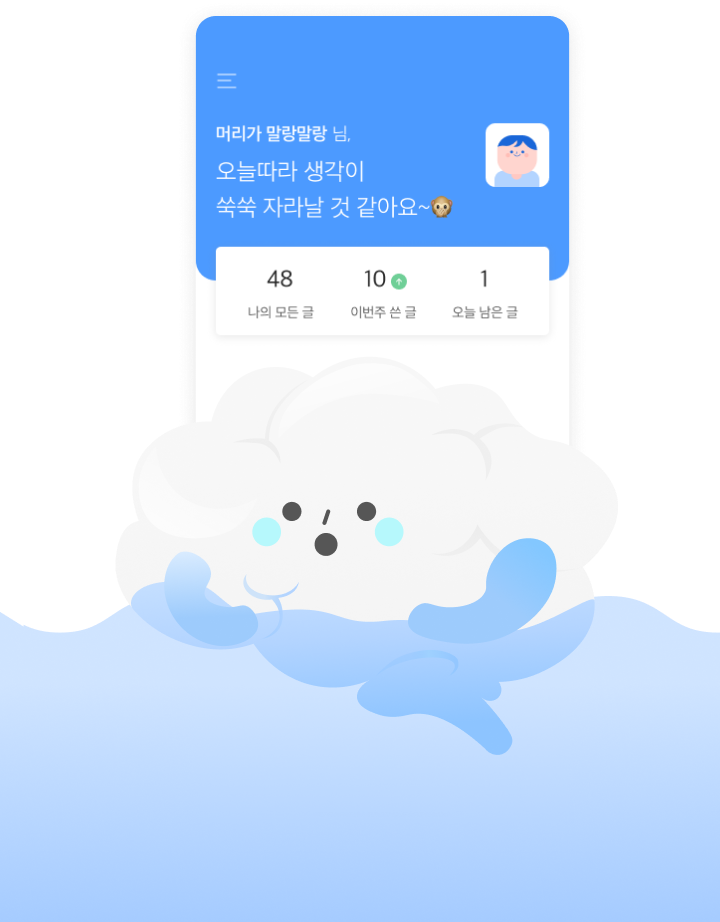 머리가 말랑말랑 님,
오늘따라 생각이
쑥쑥 자라날 것 같아요~🙊
48 10 1
나의 모든 글 이번주 쓴 글 오늘 남은 글